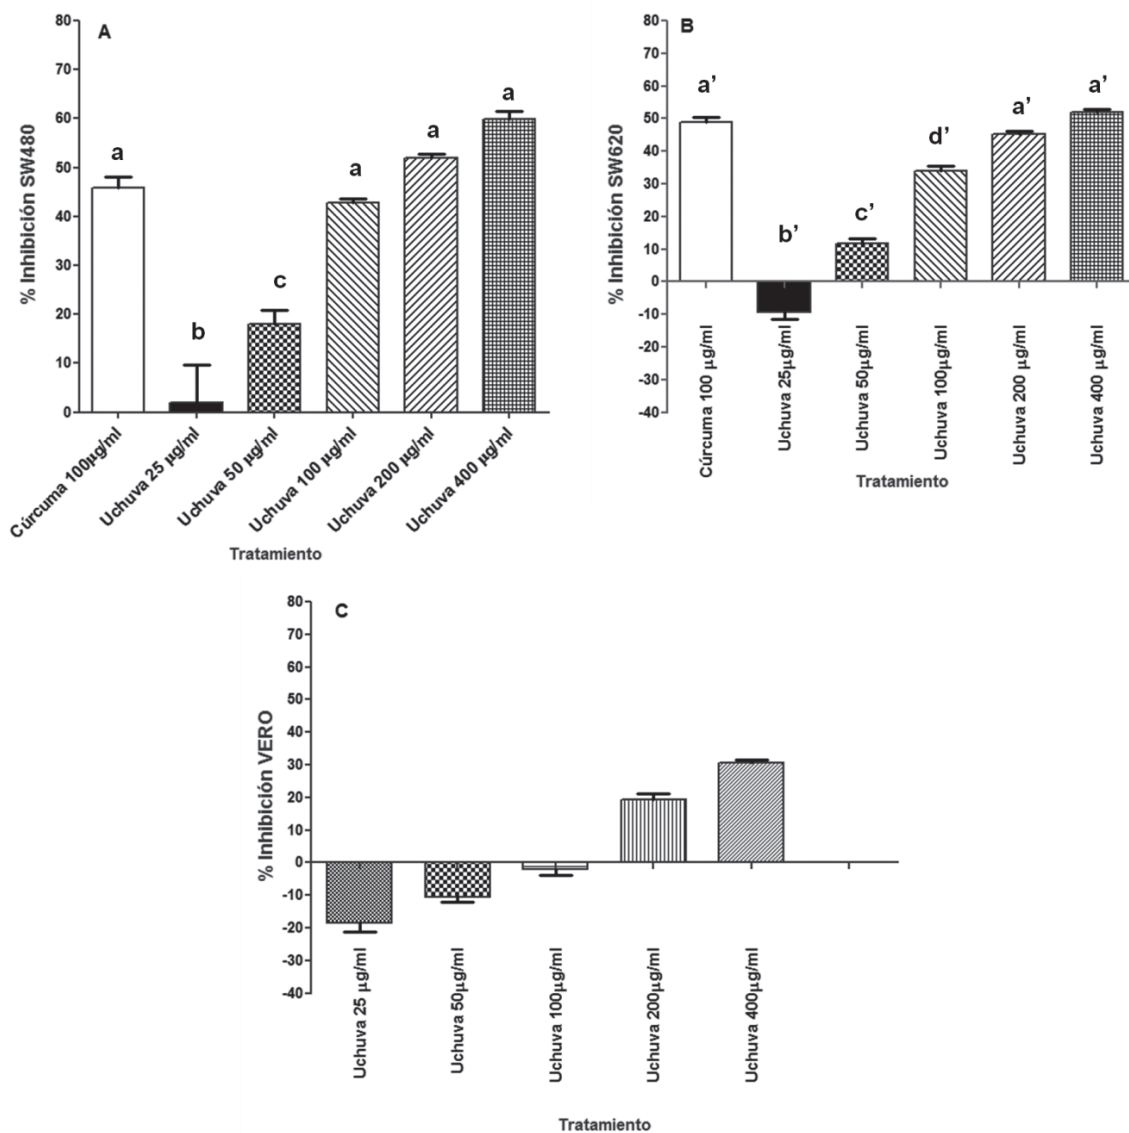 A
80
70
60
50
40
30
20
10
0
% Inhibición SW480
a
b
c
a
a
a
Cúrcuma 100µg/ml
Uchuva 25 µg/ml
Uchuva 50 µg/ml
Uchuva 100 µg/ml
Uchuva 200 µg/ml
Uchuva 400 µg/ml
Tratamiento
B
80
70
60
50
40
30
20
10
0
-10
-20
-30
-40
% Inhibición SW620
a’
b’
c’
d’
a’
a’
Cúrcuma 100 µg/ml
Uchuva 25µg/ml
Uchuva 50µg/ml
Uchuva 100µg/ml
Uchuva 200 µg/ml
Uchuva 400 µg/ml
Tratamiento
C
80
70
60
50
40
30
20
10
0
-10
-20
-30
-40
% Inhibición VERO
Uchuva 25 µg/ml
Uchuva 50µg/ml
Uchuva 100µg/ml
Uchuva 200µg/ml
Uchuva 400µg/ml
Tratamiento